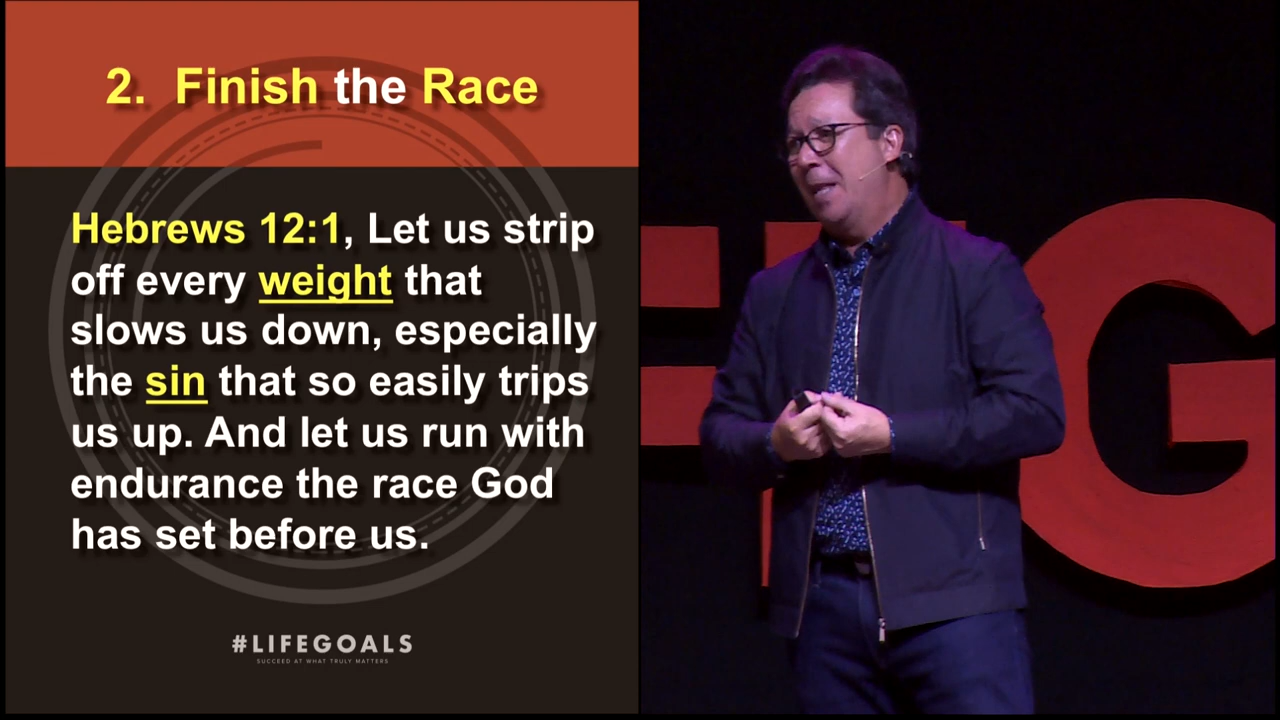 2. Finish the Race
Hebrews 12:1, Let us strip
off every weight that
slows us down, especially
the sin that so easily trips
us up. And let us run with
endurance the race God
has set before us.
#LIFEGOALS
SUCCEED AT WHAT TRULY MATTERS
G